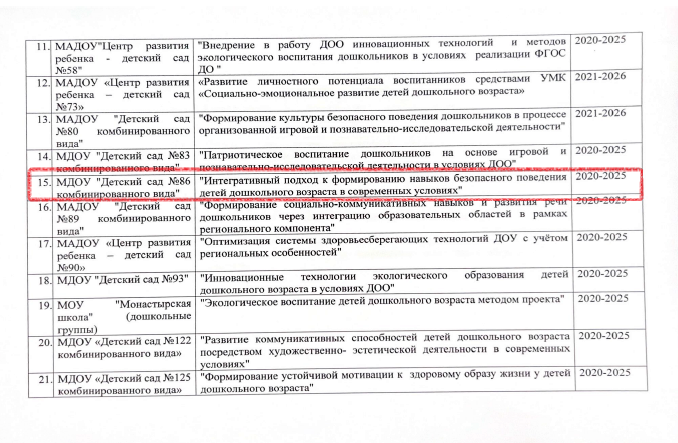 11. МАДОУ"Центр развития "Внедрение в работу ДОО инновационных технологий и методов 2020-2025
ребенка - детский сад экологического воспитания дошкольников в условиях реализации ФГОС
№58" ДО "
12. МАДОУ «Центр развития «Развитие личностного потенциала воспитанников средствами УМК 2021-2026
ребенка – детский сад «Социально-эмоциональное развитие детей дошкольного возраста»
№73»
13. МАДОУ "Детский сад "Формирование культуры безопасного поведения дошкольников в процессе 2021-2026
№80 комбинированного организованной игровой и познавательно-исследовательской деятельности"
вида"
14. МДОУ "Детский сад №83 "Патриотическое воспитание дошкольников на основе игровой и 2020-2025
комбинированного вида" познавательно-исследовательской деятельности в условиях ДОО"
15. МДОУ "Детский сад №86 "Интегративный подход к формированию навыков безопасного поведения 2020-2025
комбинированного вида" детей дошкольного возраста в современных условиях"
16. МАДОУ "Детский сад "Формирование социально-коммуникативных навыков и развития речи 2020-2025
№89 комбинированного дошкольников через интеграцию образовательных областей в рамках
вида" регионального компонента"
17. МАДОУ «Центр развития "Оптимизация системы здоровьесберегающих технологий ДОУ с учётом 2020-2025
ребенка – детский сад региональных особенностей"
№90»
18. МДОУ "Детский сад №93" "Инновационные технологии экологического образования детей 2020-2025
дошкольного возраста в условиях ДОО"
19. МОУ "Монастырская "Экологическое воспитание детей дошкольного возраста методом проекта" 2020-2025
школа" (дошкольные
группы)
20. МДОУ «Детский сад №122 "Развитие коммуникативных способностей детей дошкольного возраста 2020-2025
комбинированного вида» посредством художественно- эстетической деятельности в современных
условиях"
21. МДОУ «Детский сад №125 "Формирование устойчивой мотивации к здоровому образу жизни у детей 2020-2025
комбинированного вида» дошкольного возраста"